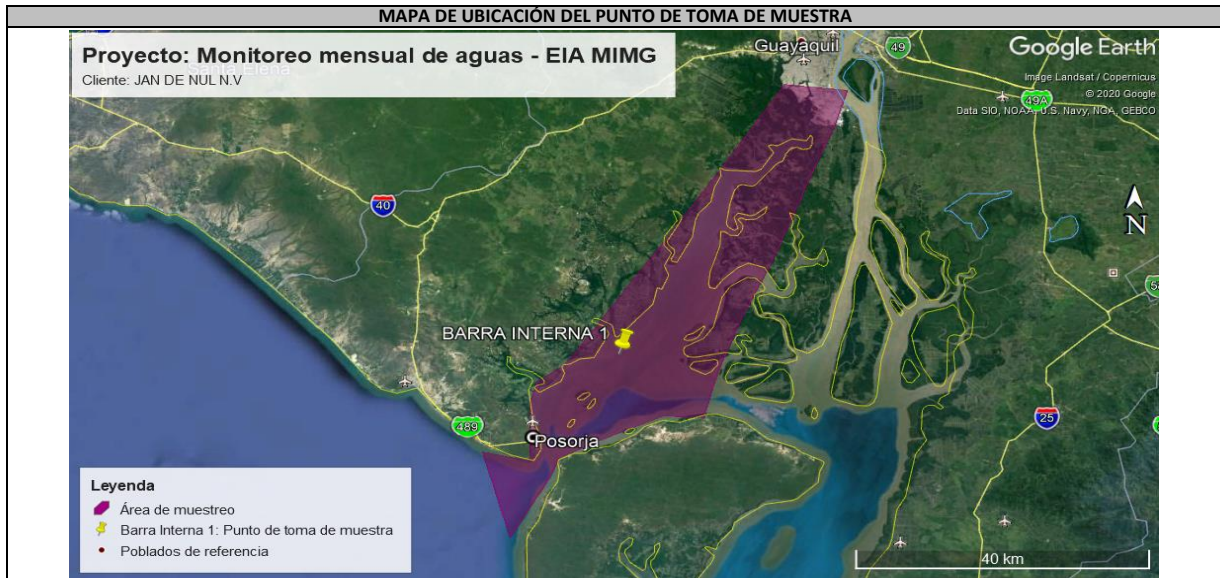 MAPA DE UBICACIÓN DEL PUNTO DE TOMA DE MUESTRA
Proyecto: Monitoreo mensual de aguas - EIA MIMG
Santa Elena
Cliente: JAN DE NUL N.V
Guayaquil
49
Google Earth
Image Landsat / Copernicus
© 2020 Google
Data SIO, NOAA, U.S. Navy, NGA, GEBCO
49A
40
N
BARRA INTERNA 1
489
Posorja
25
Leyenda
Área de muestreo
Barra Interna 1: Punto de toma de muestra
Poblados de referencia
40 km